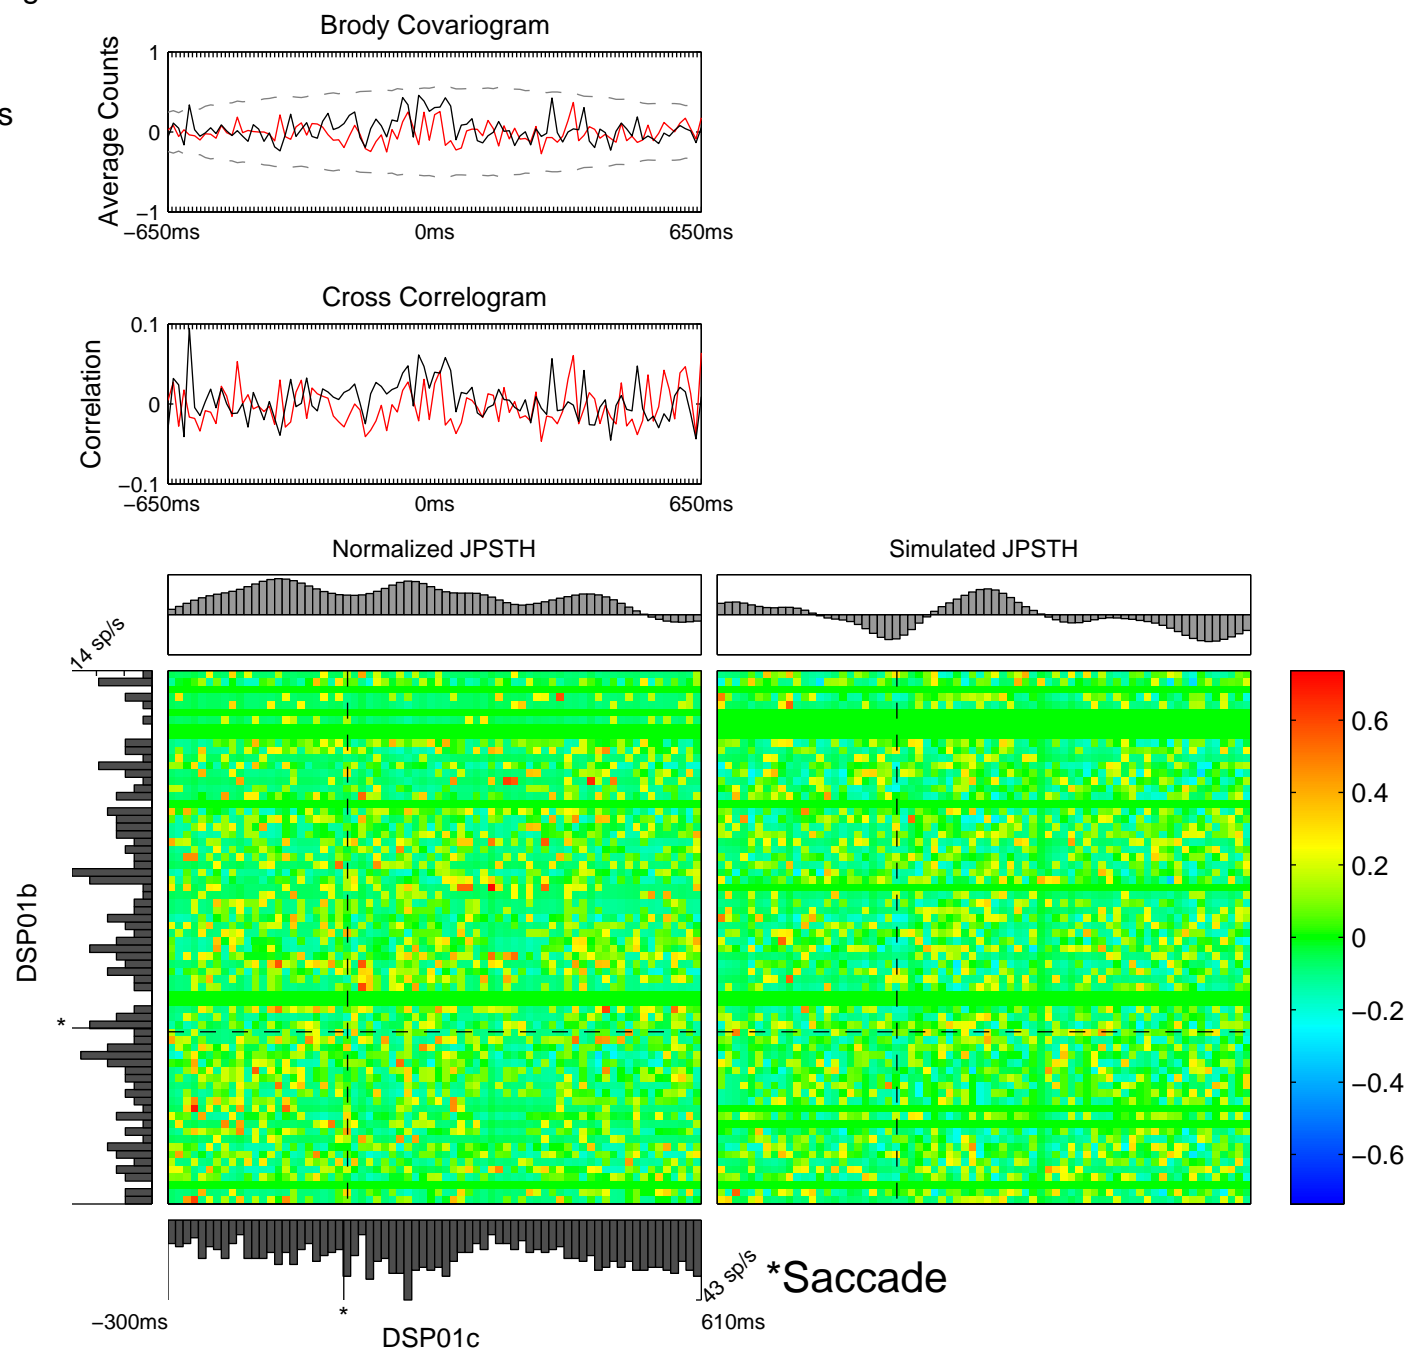 g
Brody Covariogram
s
Average Counts
1
0
−1
−650ms 0ms 650ms
Cross Correlogram
Correlation
0.1
0
−0.1
−650ms 0ms 650ms
Normalized JPSTH
Simulated JPSTH
14 sp/s
DSP01b
*
0.6
0.4
0.2
0
−0.2
−0.4
−0.6
43 sp/s
*Saccade
*
−300ms
610ms
DSP01c